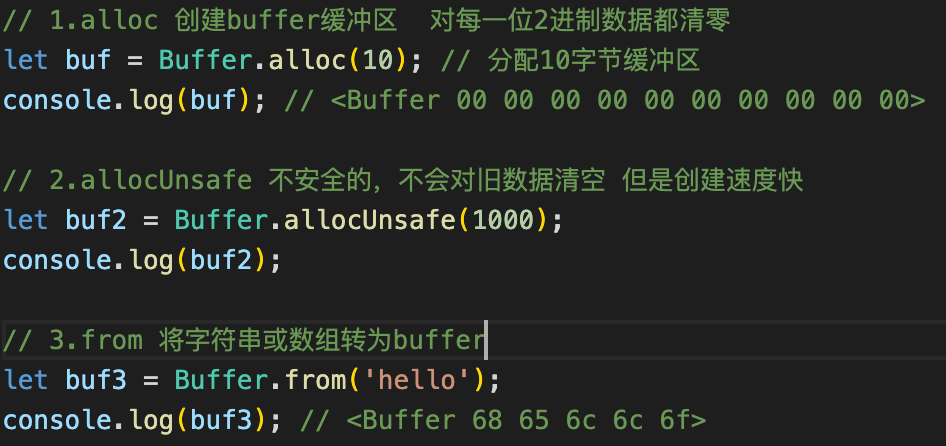 // 1.alloc 创建buffer缓冲区  对每一位2进制数据都清零
let buf = Buffer.alloc(10); // 分配10字节缓冲区
console.log(buf); // <Buffer 00 00 00 00 00 00 00 00 00 00>
// 2.allocUnsafe 不安全的，不会对旧数据清空 但是创建速度快
let buf2 = Buffer.allocUnsafe(1000);
console.log(buf2);
// 3.from 将字符串或数组转为buffer
let buf3 = Buffer.from('hello');
console.log(buf3); // <Buffer 68 65 6c 6c 6f>